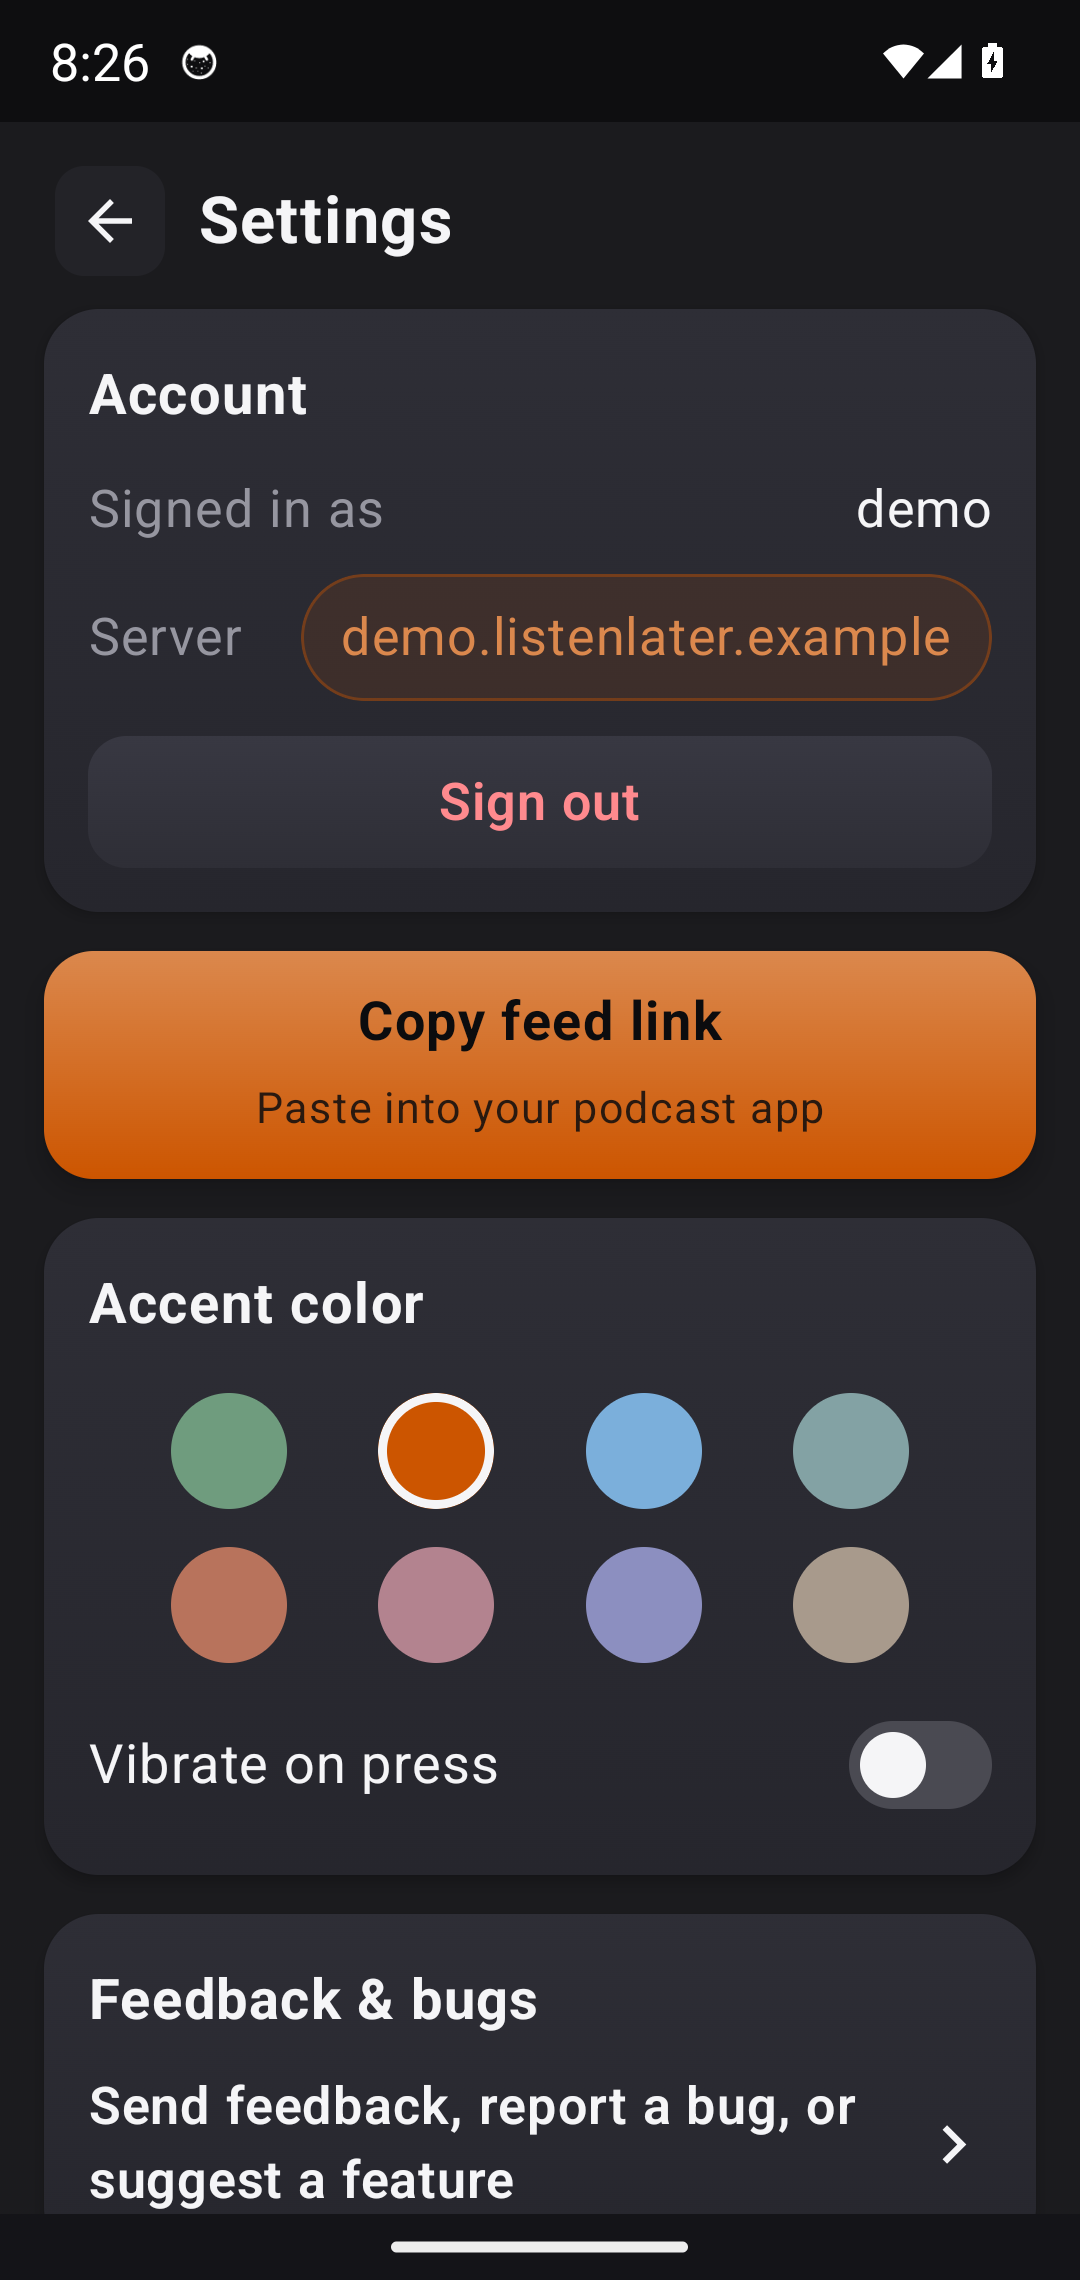 8:26
Settings
Account
Signed in as
demo
Server
demo.listenlater.example
Sign out
Copy feed link
Paste into your podcast app
Accent color
Vibrate on press
Feedback & bugs
Send feedback, report a bug, or
suggest a feature